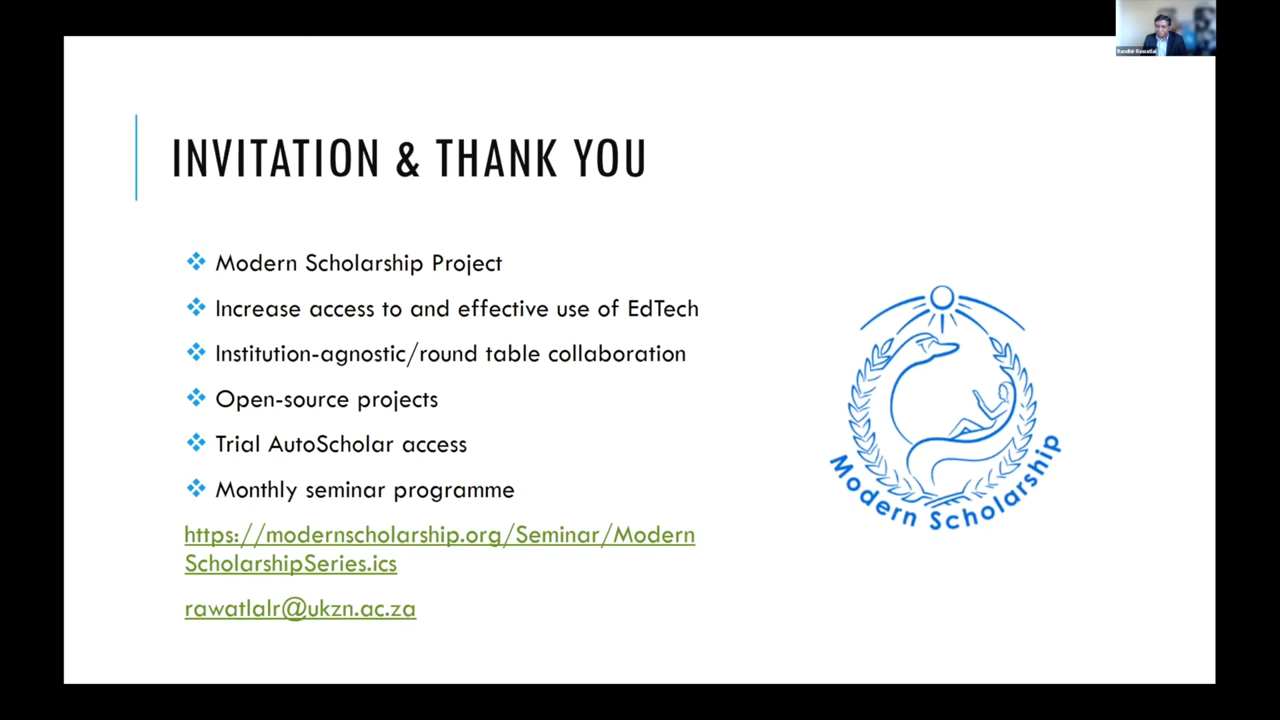 Randhir Rawatlal
INVITATION & THANK YOU
Modern Scholarship Project
Increase access to and effective use of EdTech
Institution-agnostic/round table collaboration
Open-source projects
Trial AutoScholar access
Monthly seminar programme
https://modernscholarship.org/Seminar/Modern
ScholarshipSeries.ics
rawatlalr@ukzn.ac.za
Modern Scholarship